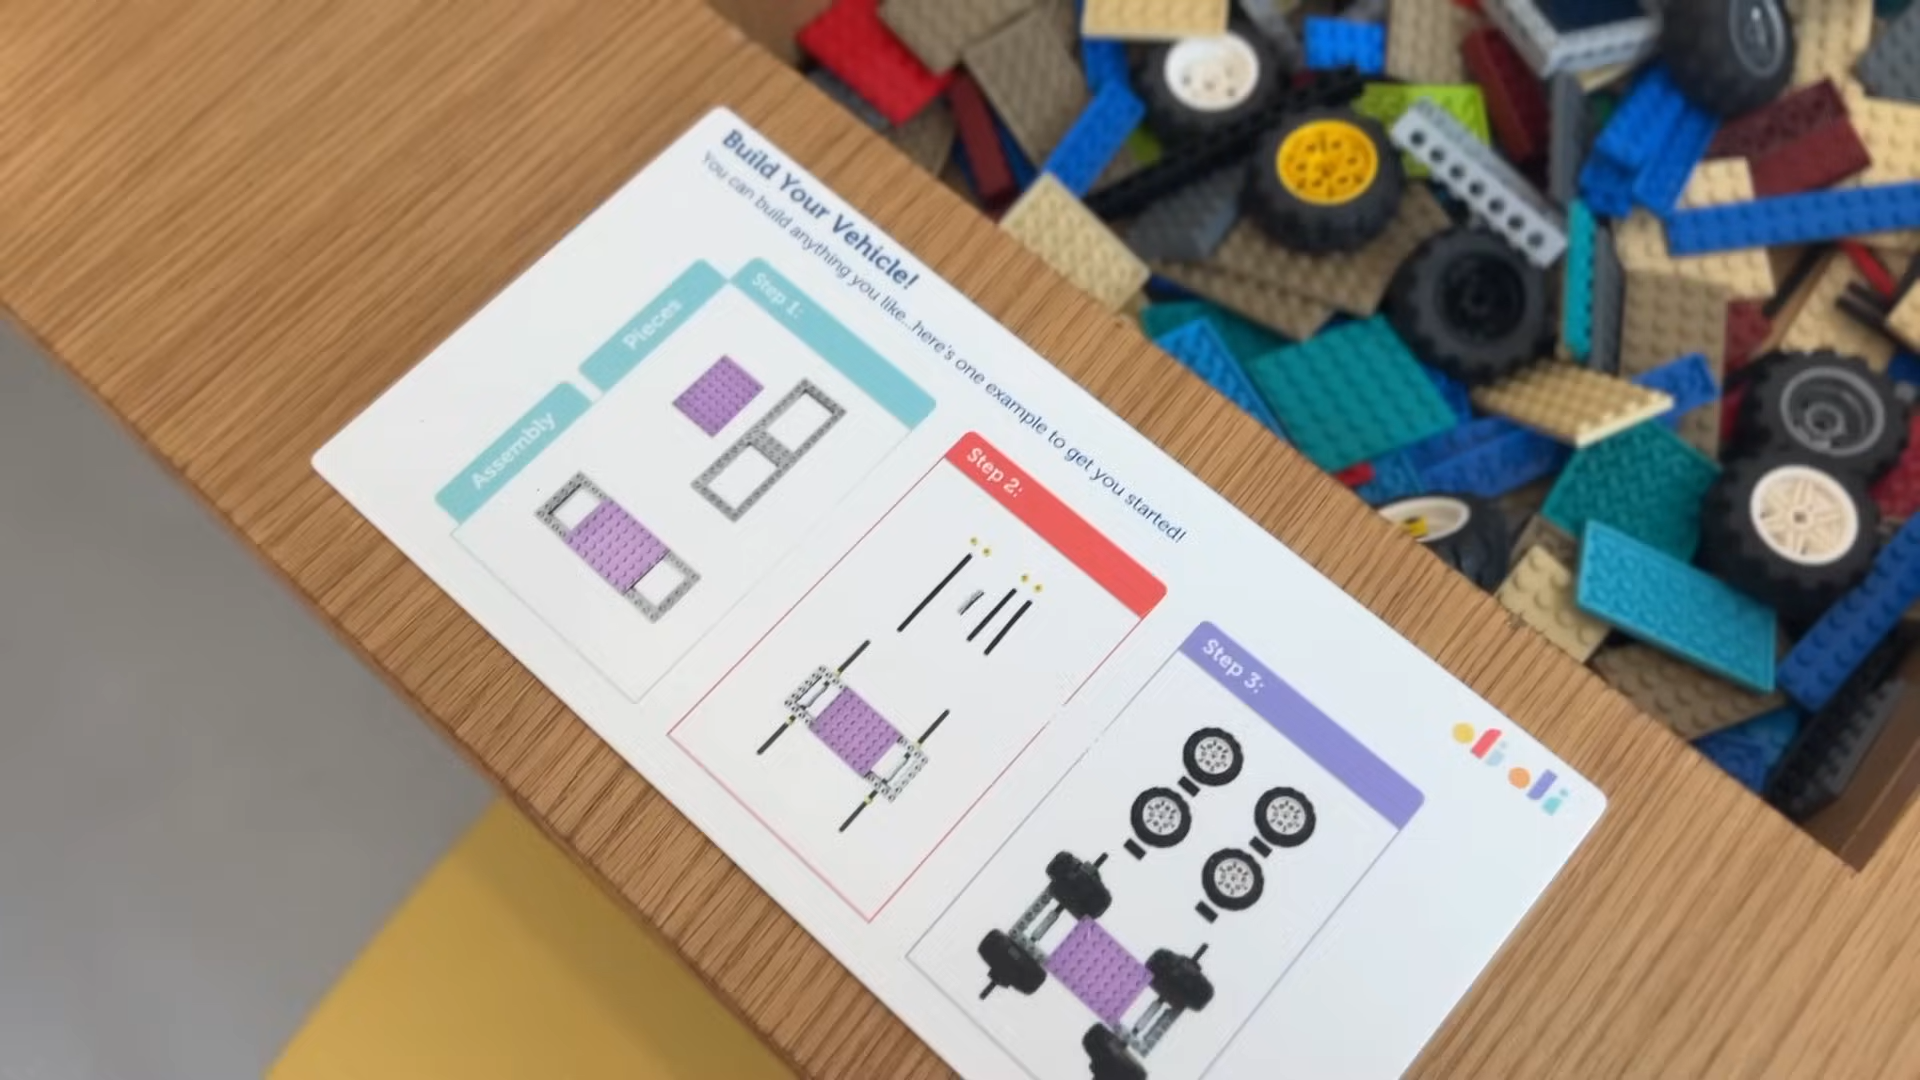 Build Your Vehicle!
You can build anything you like...here's one example to get you started!
Pieces
Assembly
Step 1:
Step 2:
Step 3: